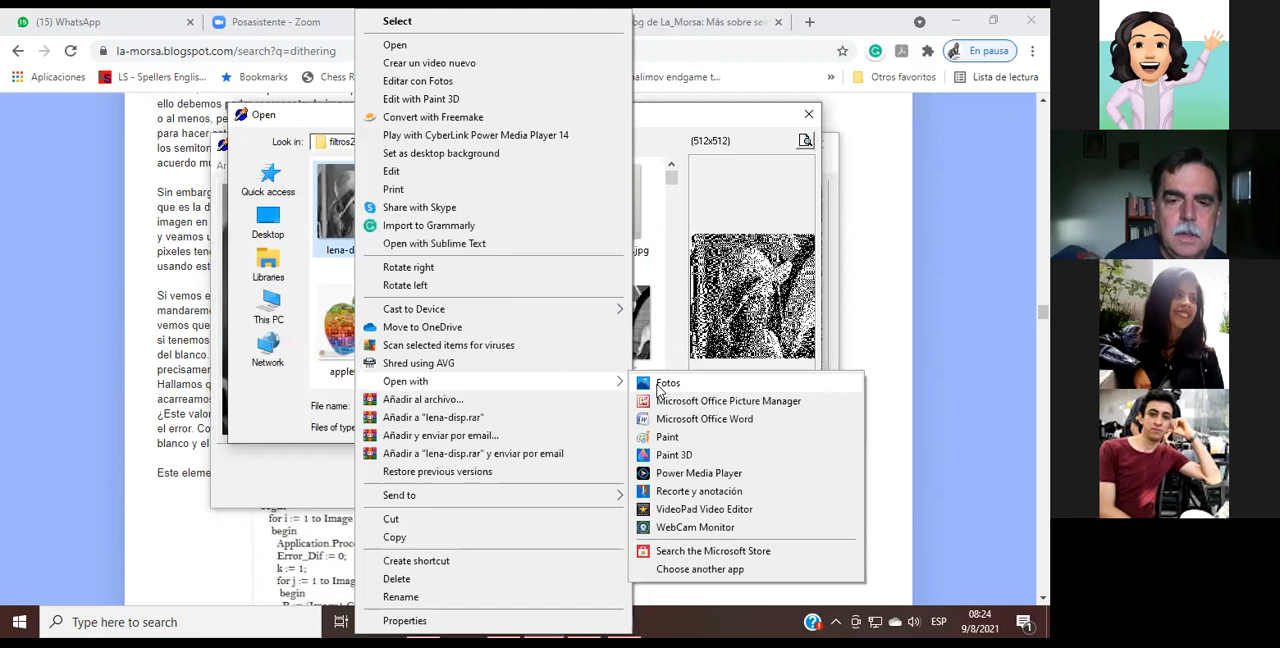 (15) WhatsApp
Posasistente - Zoom
og de La_Morsa: Más sobre sem
la-morsa.blogspot.com/search?q=dithering
En pausa
Aplicaciones
LS - Spellers Englis...
Bookmarks
Chess R
alimov endgame t...
»
Otros favoritos
Lista de lectura
o al menos, pe
para hacer est
los semiton
acuerdo mu
Sin embarg
que es la d
imagen en
y veamos u
pixeles ten
usando est
Si vemos e
mandaremo
vemos que
si tenemos
del blanco.
precisamen
Hallamos q
acarreamos
¿Este valor
el error. Co
blanco y el
Este eleme
for i := 1 to Image
begin
Application.Proce
Error_Dif := 0;
k := 1;
for j := 1 to Ima
begin
Open
Look in:
filtros2
Quick access
Desktop
Libraries
This PC
Network
lena-d
apple
File name:
Files of type:
(512x512)
.jpg
Select
Open
Crear un video nuevo
Editar con Fotos
Edit with Paint 3D
Convert with Freemake
Play with CyberLink Power Media Player 14
Set as desktop background
Edit
Print
Share with Skype
Import to Grammarly
Open with Sublime Text
Rotate right
Rotate left
Cast to Device
Move to OneDrive
Scan selected items for viruses
Shred using AVG
Open with
Añadir al archivo...
Añadir a "lena-disp.rar"
Añadir y enviar por email...
Añadir a "lena-disp.rar" y enviar por email
Restore previous versions
Send to
Cut
Copy
Create shortcut
Delete
Rename
Properties
Fotos
Microsoft Office Picture Manager
Microsoft Office Word
Paint
Paint 3D
Power Media Player
Recorte y anotación
VideoPad Video Editor
WebCam Monitor
Search the Microsoft Store
Choose another app
Type here to search
ESP
08:24
9/8/2021
1